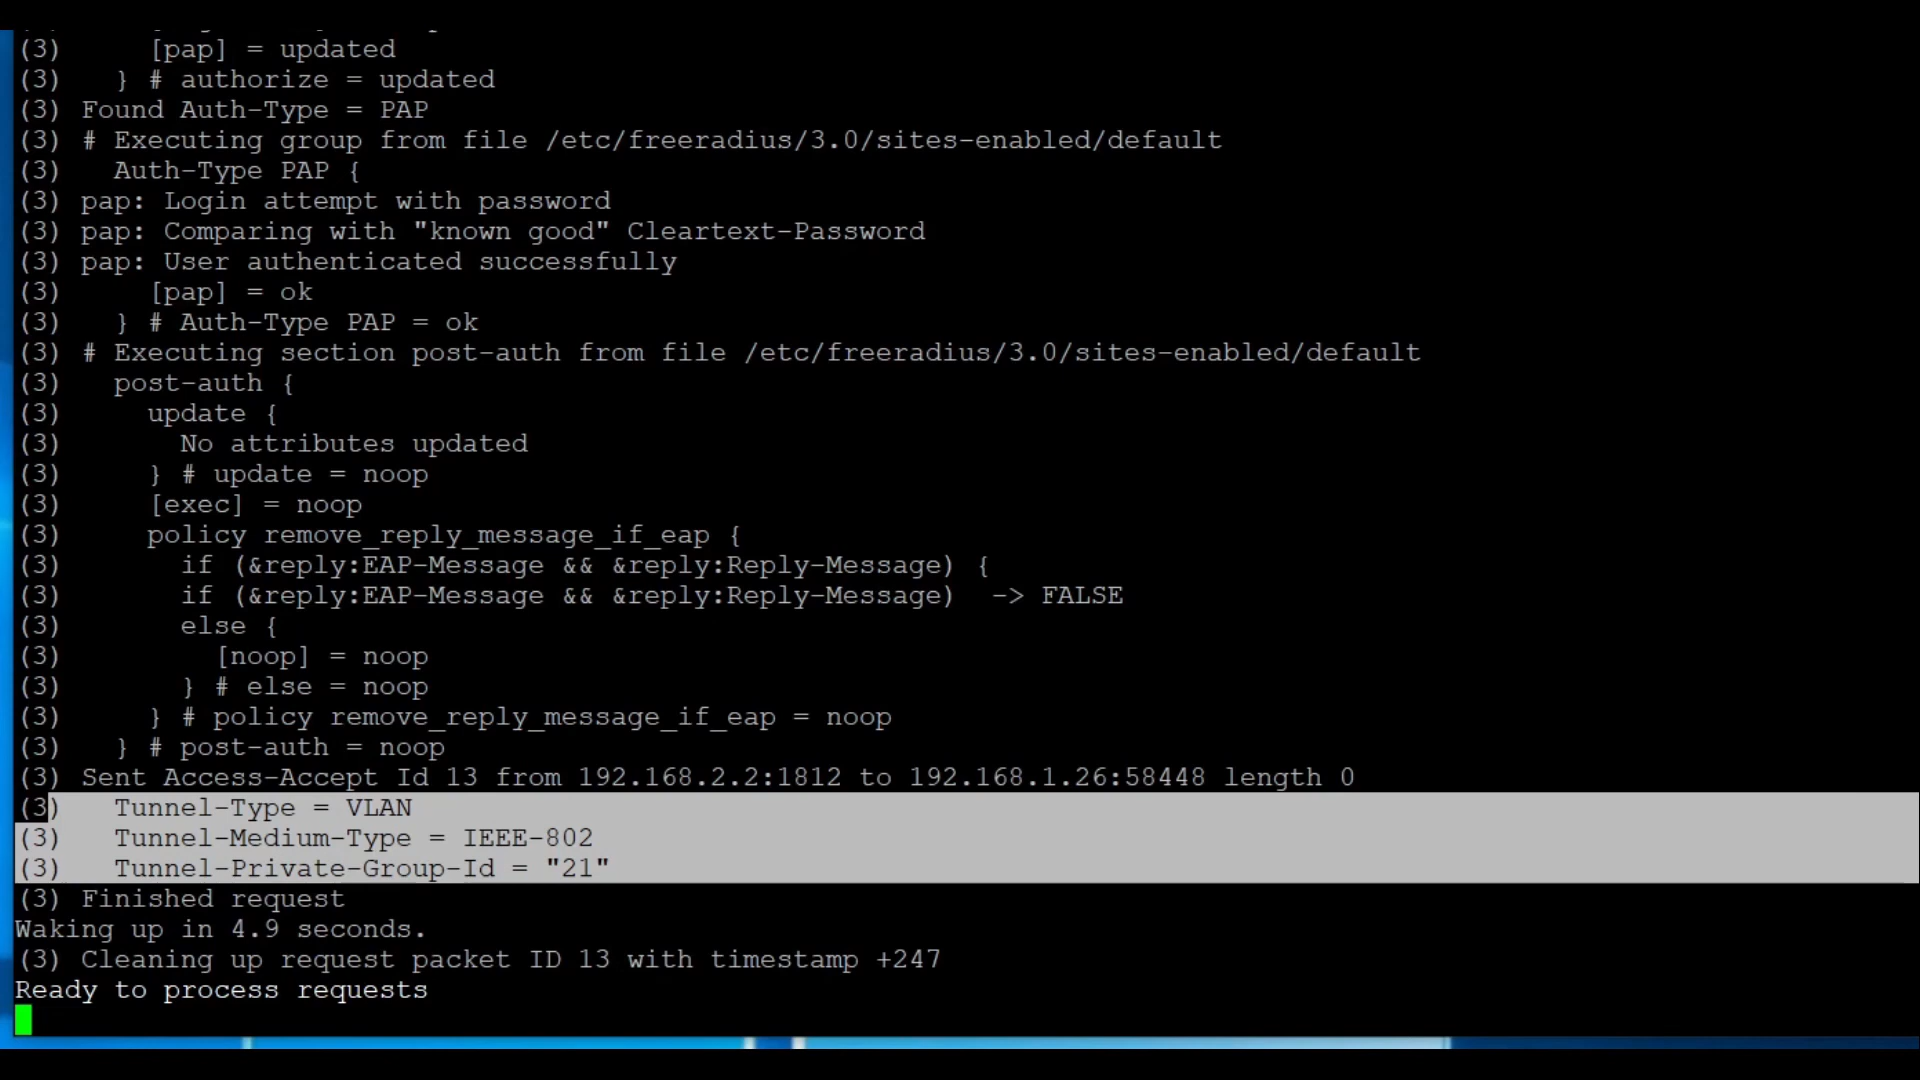 (3)      [pap] = updated
(3)    } # authorize = updated
(3)  Found Auth-Type = PAP
(3)  # Executing group from file /etc/freeradius/3.0/sites-enabled/default
(3)    Auth-Type PAP {
(3)  pap: Login attempt with password
(3)  pap: Comparing with "known good" Cleartext-Password
(3)  pap: User authenticated successfully
(3)      [pap] = ok
(3)    } # Auth-Type PAP = ok
(3)  # Executing section post-auth from file /etc/freeradius/3.0/sites-enabled/default
(3)    post-auth {
(3)      update {
(3)        No attributes updated
(3)      } # update = noop
(3)      [exec] = noop
(3)      policy remove_reply_message_if_eap {
(3)        if (&reply:EAP-Message && &reply:Reply-Message) {
(3)        if (&reply:EAP-Message && &reply:Reply-Message)  -> FALSE
(3)        else {
(3)          [noop] = noop
(3)        } # else = noop
(3)      } # policy remove_reply_message_if_eap = noop
(3)    } # post-auth = noop
(3)  Sent Access-Accept Id 13 from 192.168.2.2:1812 to 192.168.1.26:58448 length 0
(3)    Tunnel-Type = VLAN
(3)    Tunnel-Medium-Type = IEEE-802
(3)    Tunnel-Private-Group-Id = "21"
(3)  Finished request
Waking up in 4.9 seconds.
(3)  Cleaning up request packet ID 13 with timestamp +247
Ready to process requests